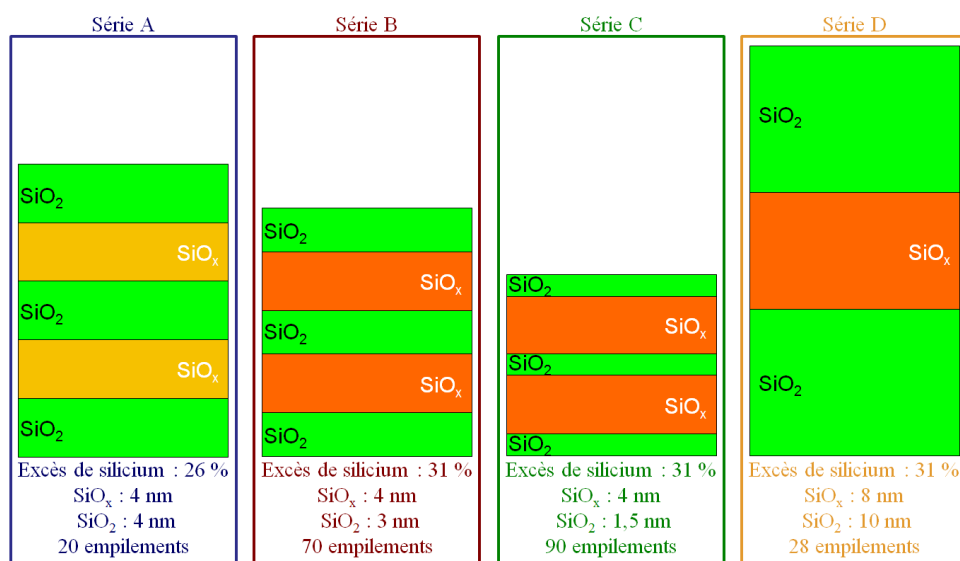 Série A
SiO₂
SiOₓ
SiO₂
SiOₓ
SiO₂
Excès de silicium : 26 %
SiOₓ : 4 nm
SiO₂ : 4 nm
20 empilements
Série B
SiO₂
SiOₓ
SiO₂
SiOₓ
SiO₂
Excès de silicium : 31 %
SiOₓ : 4 nm
SiO₂ : 3 nm
70 empilements
Série C
SiO₂
SiOₓ
SiO₂
SiOₓ
SiO₂
Excès de silicium : 31 %
SiOₓ : 4 nm
SiO₂ : 1,5 nm
90 empilements
Série D
SiO₂
SiOₓ
SiO₂
Excès de silicium : 31 %
SiOₓ : 8 nm
SiO₂ : 10 nm
28 empilements